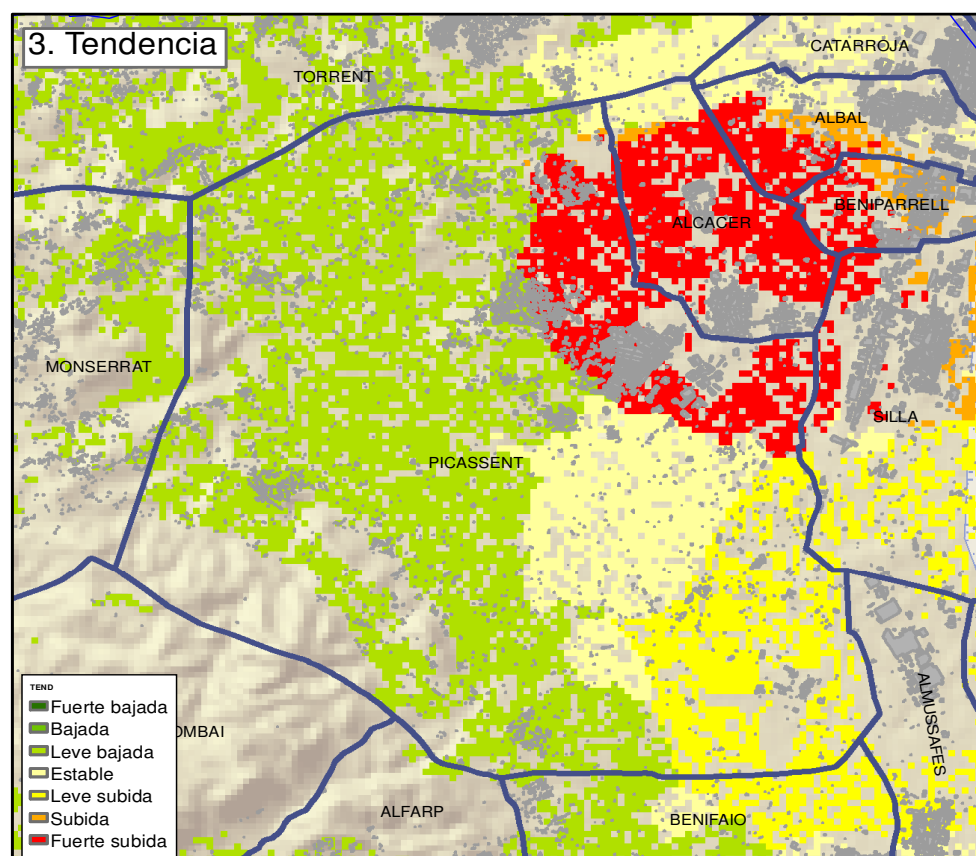 3. Tendencia
CATARROJA
TORRENT
ALBAL
BENIPARRELL
ALCACER
MONSERRAT
SILLA
PICASSENT
ALMUSSAFES
TEND
Fuerte bajada
Bajada
OMBAI
Leve bajada
Estable
Leve subida
Subida
Fuerte subida
ALFARP
BENIFAIO